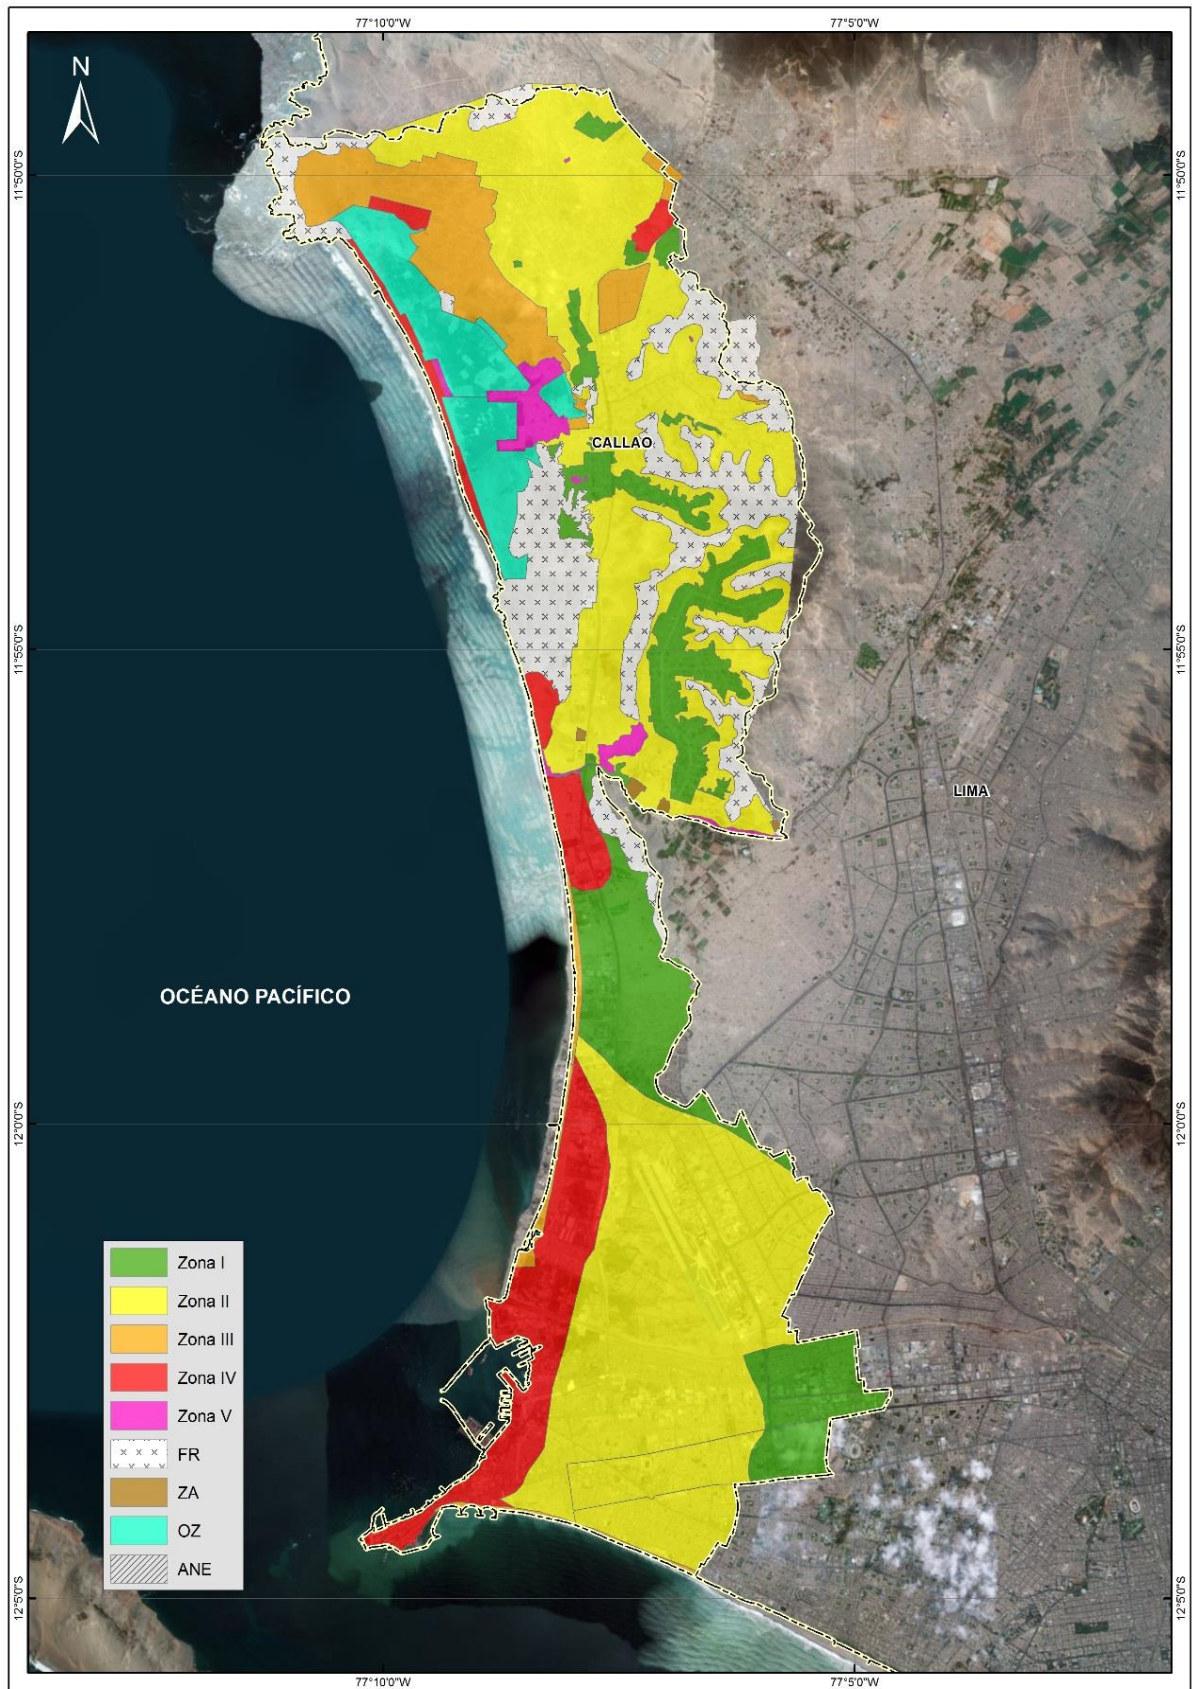 77°10'0"W
77°5'0"W
N
11°50'0"S
11°50'0"S
CALLAO
11°55'0"S
11°55'0"S
LIMA
OCÉANO PACÍFICO
12°0'0"S
12°0'0"S
Zona I
Zona II
Zona III
Zona IV
Zona V
FR
ZA
OZ
ANE
12°5'0"S
12°5'0"S
77°10'0"W
77°5'0"W